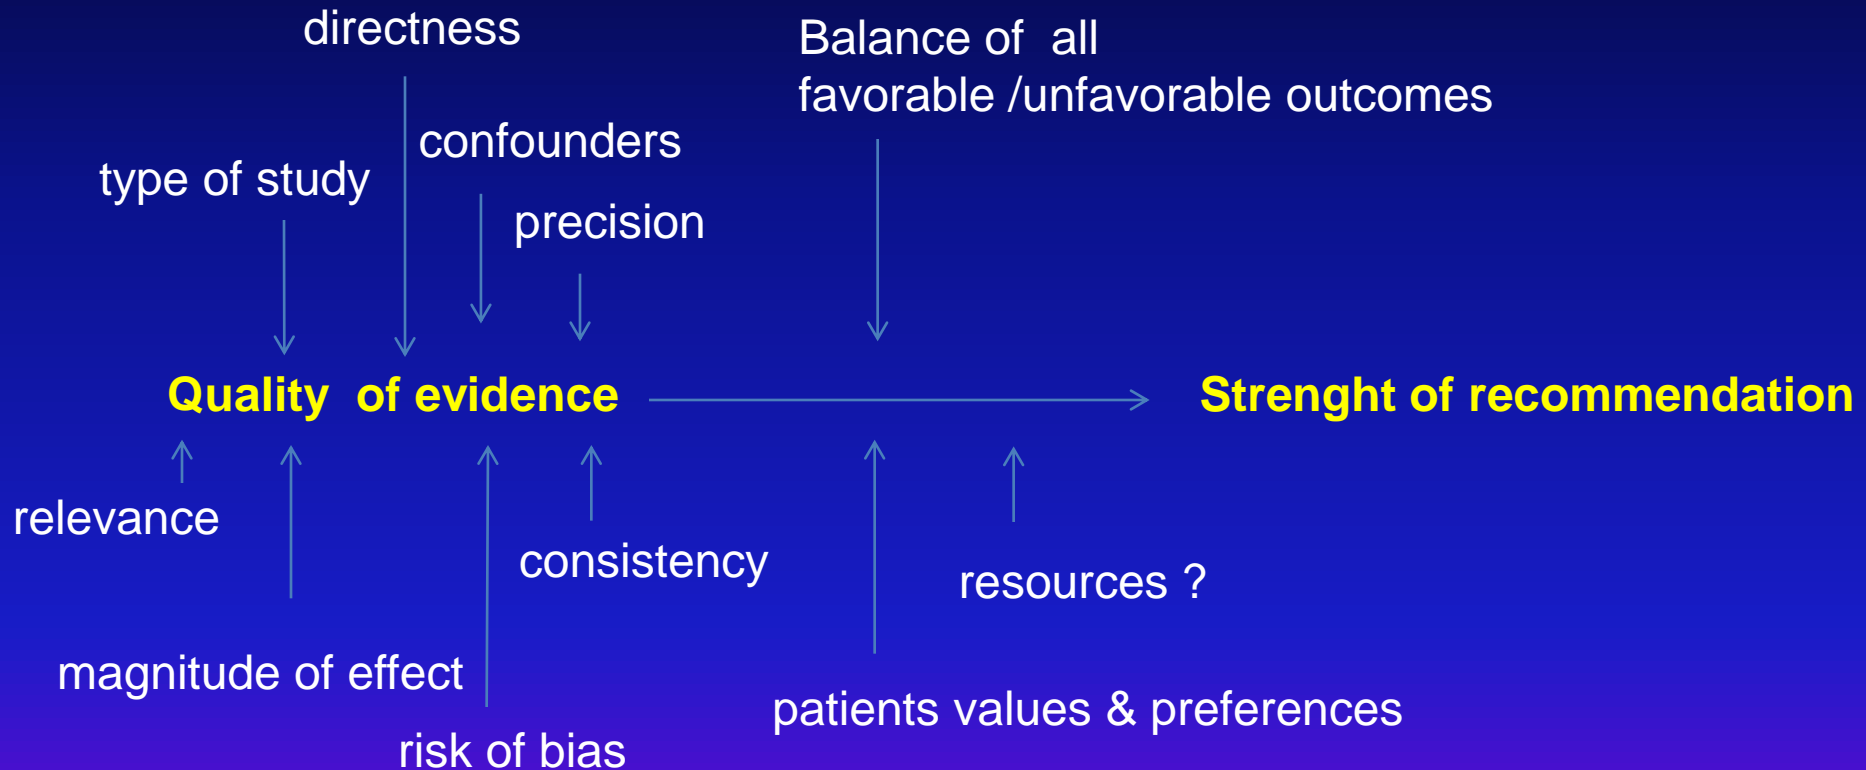 directness
Balance of all
favorable /unfavorable outcomes
confounders
type of study
precision
Quality of evidence
Strenght of recommendation
relevance
consistency
resources ?
magnitude of effect
patients values & preferences
risk of bias